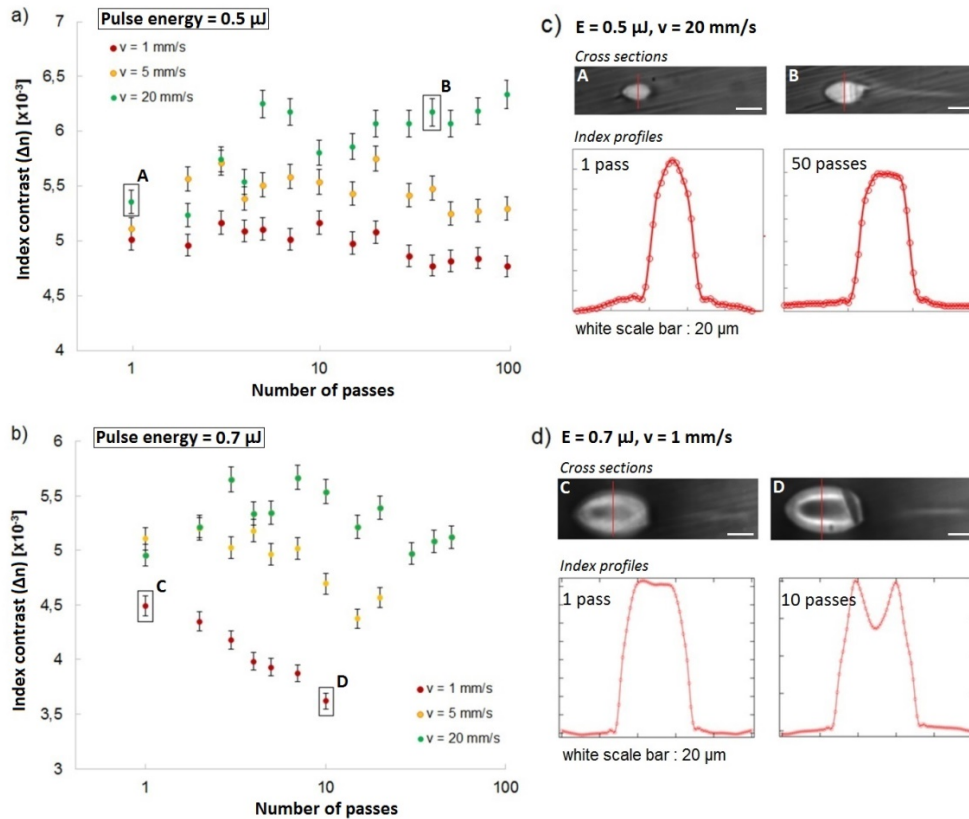 a)
Pulse energy = 0.5 µJ
v = 1 mm/s
v = 5 mm/s
v = 20 mm/s
Index contrast (Δn) [x10⁻³]
7
6,5
6
5,5
5
4,5
4
A
B
1
10
100
Number of passes
c)
E = 0.5 µJ, v = 20 mm/s
Cross sections
A
B
Index profiles
1 pass
50 passes
white scale bar : 20 µm
b)
Pulse energy = 0.7 µJ
Index contrast (Δn) [x10⁻³]
6
5,5
5
4,5
4
3,5
3
C
D
v = 1 mm/s
v = 5 mm/s
v = 20 mm/s
1
10
100
Number of passes
d)
E = 0.7 µJ, v = 1 mm/s
Cross sections
C
D
Index profiles
1 pass
10 passes
white scale bar : 20 µm